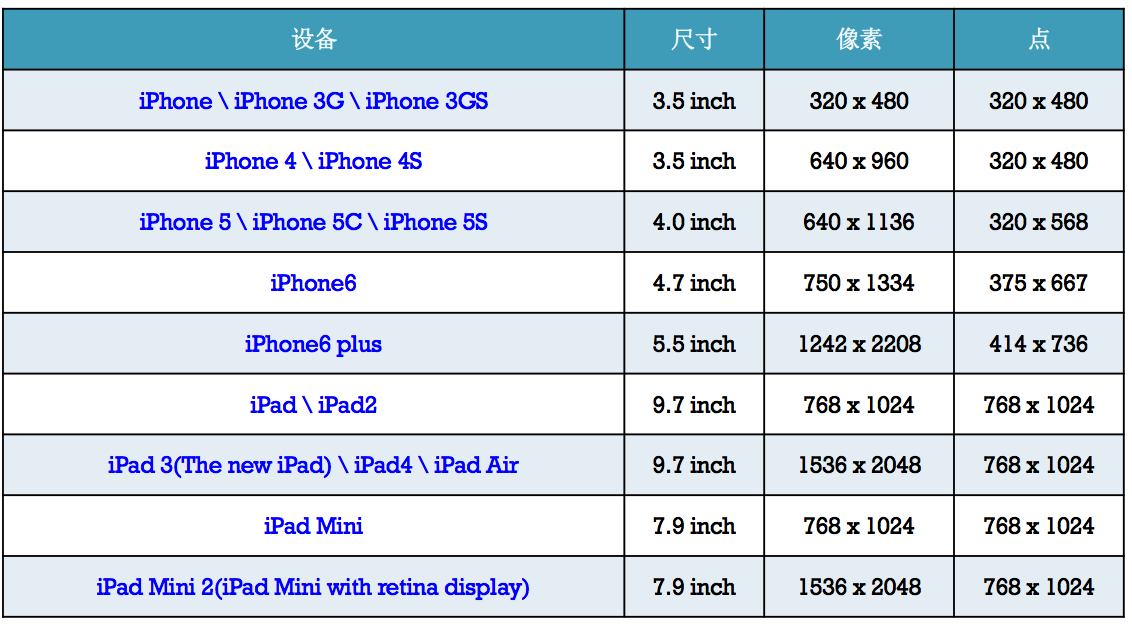 设备 尺寸 像素 点
iPhone \ iPhone 3G \ iPhone 3GS 3.5 inch 320 x 480 320 x 480
iPhone 4 \ iPhone 4S 3.5 inch 640 x 960 320 x 480
iPhone 5 \ iPhone 5C \ iPhone 5S 4.0 inch 640 x 1136 320 x 568
iPhone6 4.7 inch 750 x 1334 375 x 667
iPhone6 plus 5.5 inch 1242 x 2208 414 x 736
iPad \ iPad2 9.7 inch 768 x 1024 768 x 1024
iPad 3(The new iPad) \ iPad4 \ iPad Air 9.7 inch 1536 x 2048 768 x 1024
iPad Mini 7.9 inch 768 x 1024 768 x 1024
iPad Mini 2(iPad Mini with retina display) 7.9 inch 1536 x 2048 768 x 1024